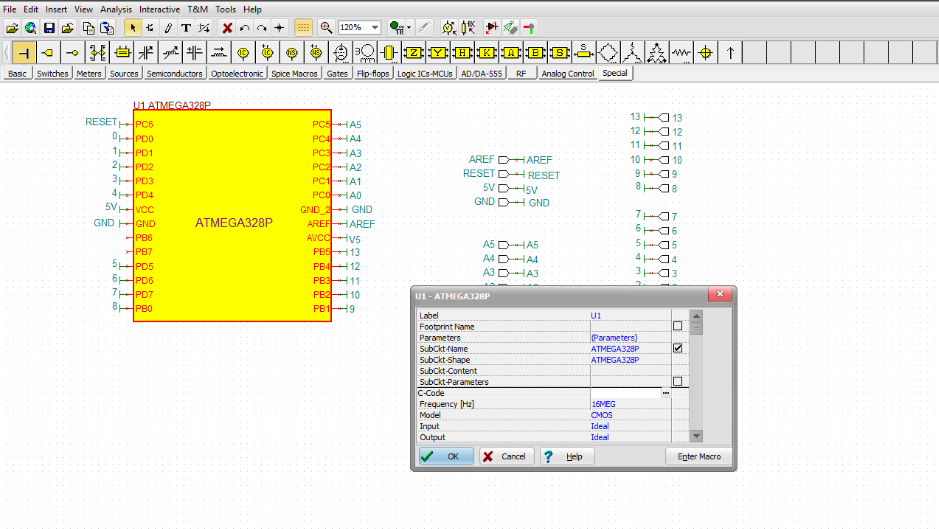 File Edit Insert View Analysis Interactive T&M Tools Help
120%
Z Y H K A B S S
Basic Switches Meters Sources Semiconductors Optoelectronic Spice Macros Gates Flip-flops Logic ICs-MCUs AD/DA-555 RF Analog Control Special
U1 ATMEGA328P
RESET PC6 PC5 A5
0 PD0 PC4 A4
1 PD1 PC3 A3
2 PD2 PC2 A2
3 PD3 PC1 A1
4 PD4 PC0 A0
5V VCC GND_2 GND
GND GND ATMEGA328P AREF AREF
PB6 AVCC V5
PB7 PB5 13
5 PD5 PB4 12
6 PD6 PB3 11
7 PD7 PB2 10
8 PB0 PB1 9
AREF AREF
RESET RESET
5V 5V
GND GND
A5 A5
A4 A4
A3 A3
13 13
12 12
11 11
10 10
9 9
8 8
7 7
6 6
5 5
4 4
3 3
U1 - ATMEGA328P
Label U1
Footprint Name
Parameters (Parameters)
SubCkt-Name ATMEGA328P
SubCkt-Shape ATMEGA328P
SubCkt-Content
SubCkt-Parameters
C-Code ...
Frequency [Hz] 16MEG
Model CMOS
Input Ideal
Output Ideal
OK Cancel ? Help Enter Macro